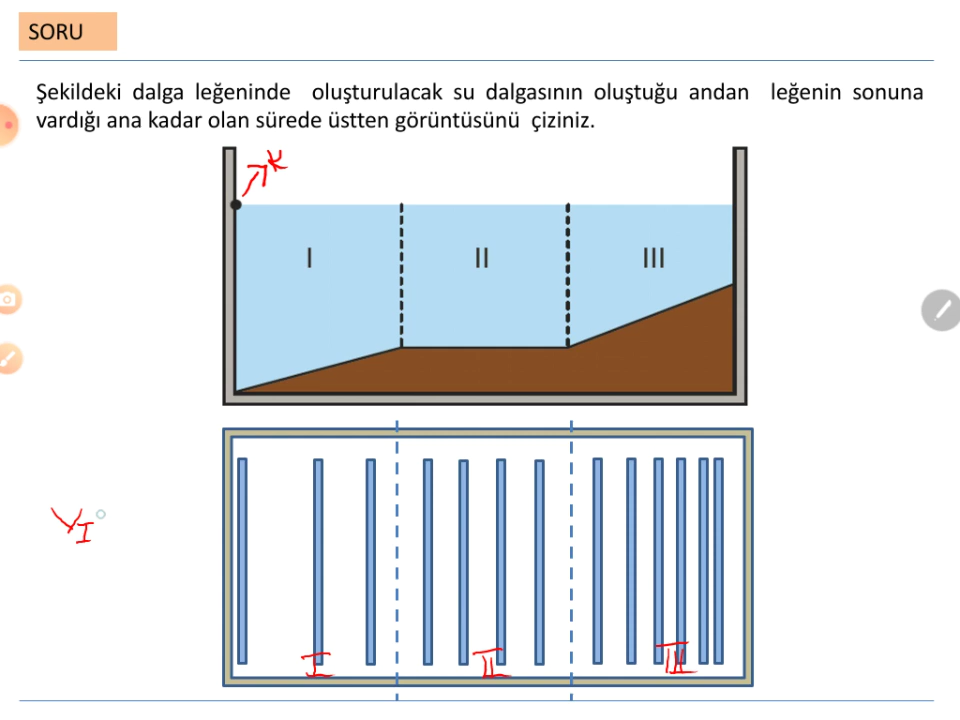 SORU
Şekildeki dalga leğeninde oluşturulacak su dalgasının oluştuğu andan leğenin sonuna
vardığı ana kadar olan sürede üstten görüntüsünü çiziniz.
K
I II III
V I
I II III